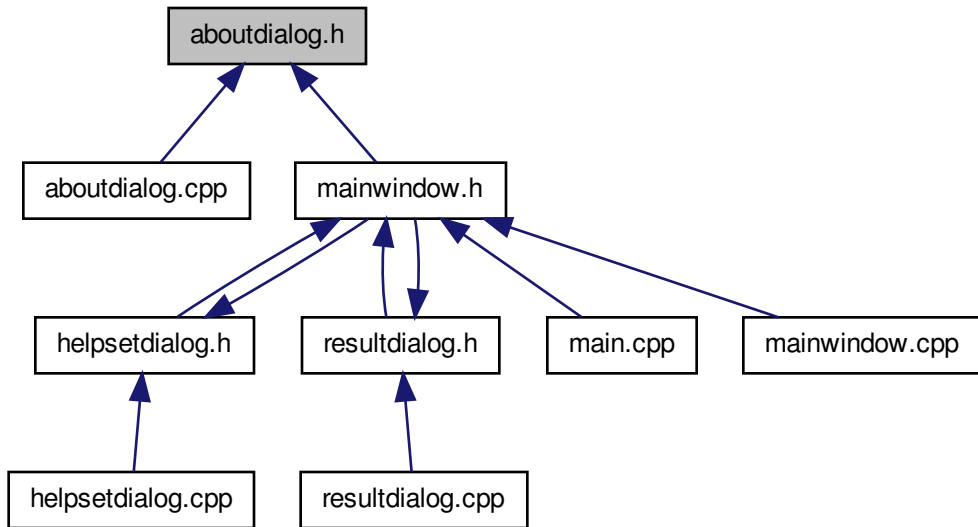 aboutdialog.h
aboutdialog.cpp
mainwindow.h
helpsetdialog.h
resultdialog.h
main.cpp
mainwindow.cpp
helpsetdialog.cpp
resultdialog.cpp